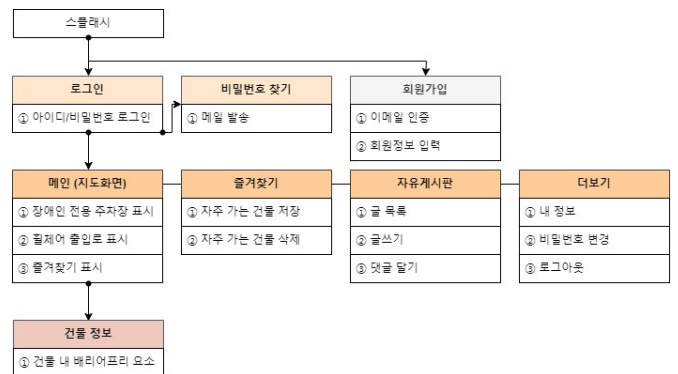 스플래시
로그인
① 아이디/비밀번호 로그인
비밀번호 찾기
① 메일 발송
회원가입
① 이메일 인증
② 회원정보 입력
메인 (지도화면)
① 장애인 전용 주차장 표시
② 휠체어 출입로 표시
③ 즐겨찾기 표시
즐겨찾기
① 자주 가는 건물 저장
② 자주 가는 건물 삭제
자유게시판
① 글 목록
② 글쓰기
③ 댓글 달기
더보기
① 내 정보
② 비밀번호 변경
③ 로그아웃
건물 정보
① 건물 내 배리어프리 요소